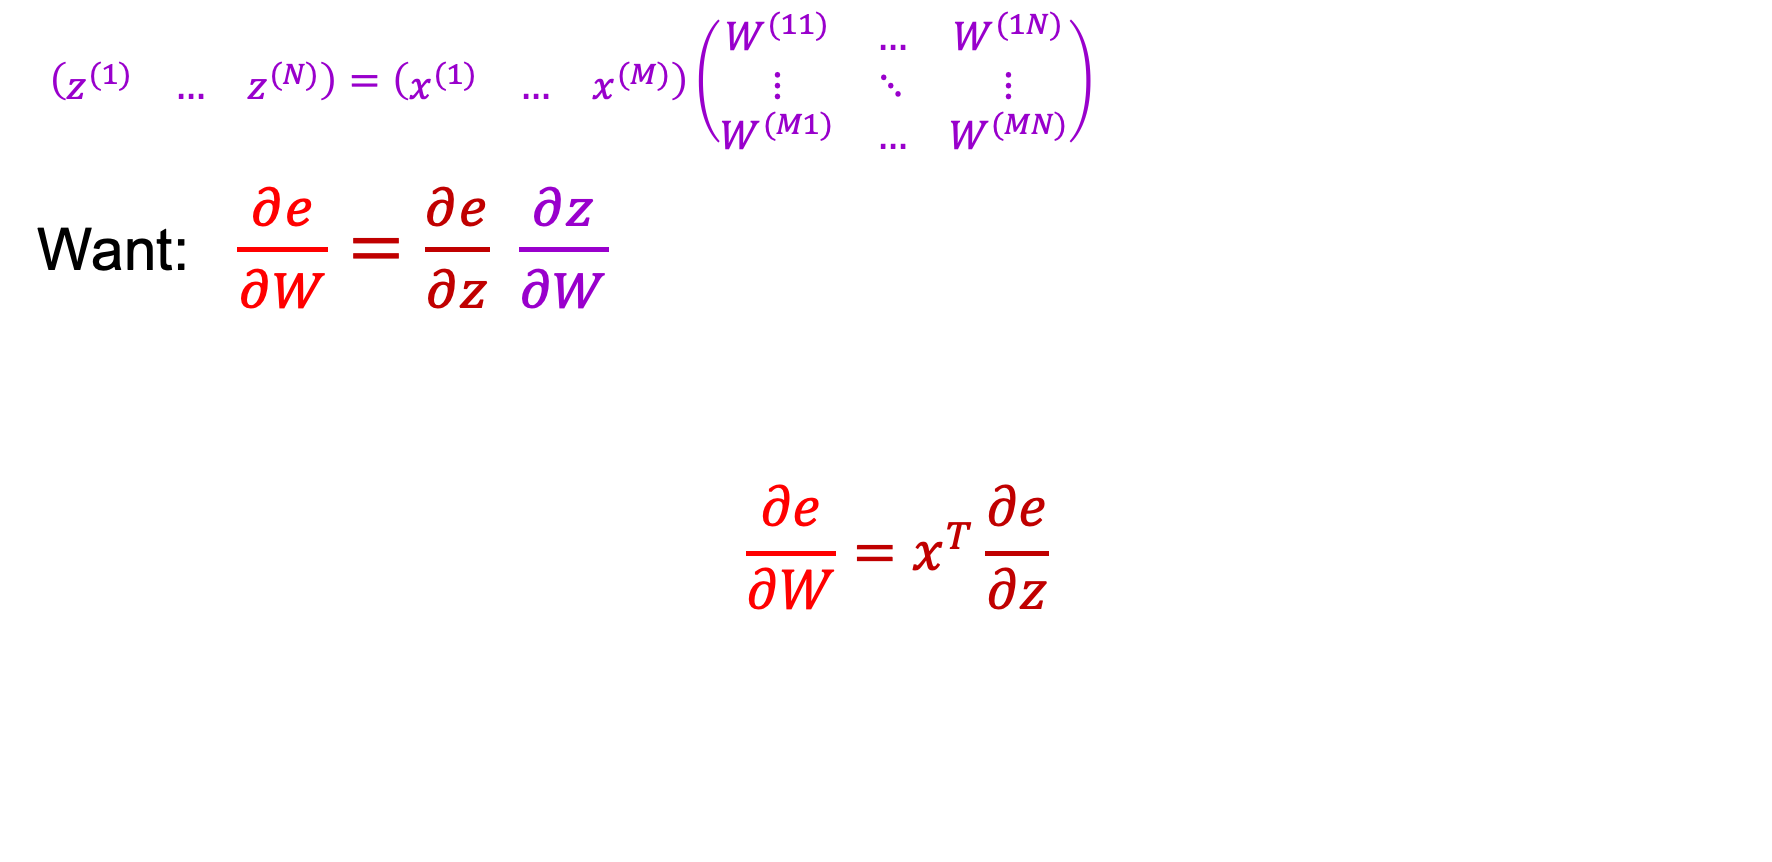 (z^(1) … z^(N)) = (x^(1) … x^(M)) (W^(11) … W^(1N) ⋮ ⋱ ⋮ W^(M1) … W^(MN))
Want: ∂e/∂W = ∂e/∂z ∂z/∂W
∂e/∂W = x^T ∂e/∂z